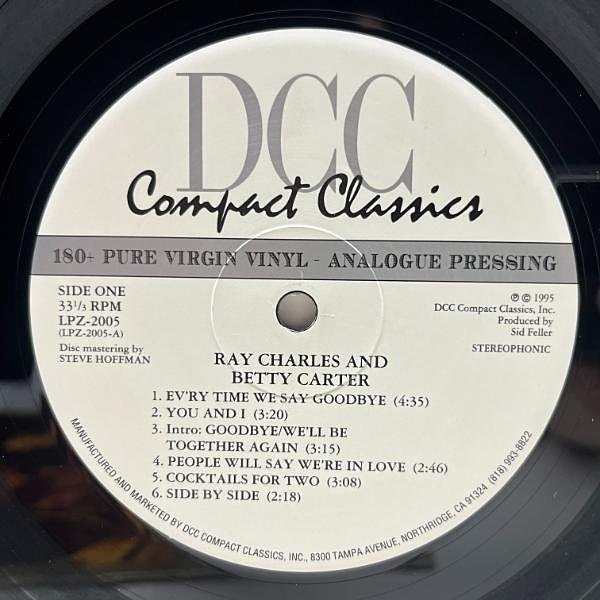 DCC
Compact Classics
180+ PURE VIRGIN VINYL - ANALOGUE PRESSING
SIDE ONE
33 1/3 RPM
LPZ-2005
(LPZ-2005-A)
Disc mastering by
STEVE HOFFMAN
℗ © 1995
DCC Compact Classics, Inc.
Produced by
Sid Feller
STEREOPHONIC
RAY CHARLES AND
BETTY CARTER
1. EV'RY TIME WE SAY GOODBYE (4:35)
2. YOU AND I (3:20)
3. Intro: GOODBYE/WE'LL BE
TOGETHER AGAIN (3:15)
4. PEOPLE WILL SAY WE'RE IN LOVE (2:46)
5. COCKTAILS FOR TWO (3:08)
6. SIDE BY SIDE (2:18)
MANUFACTURED AND MARKETED BY DCC COMPACT CLASSICS, INC., 8300 TAMPA AVENUE, NORTHRIDGE, CA 91324 (818) 993-8822